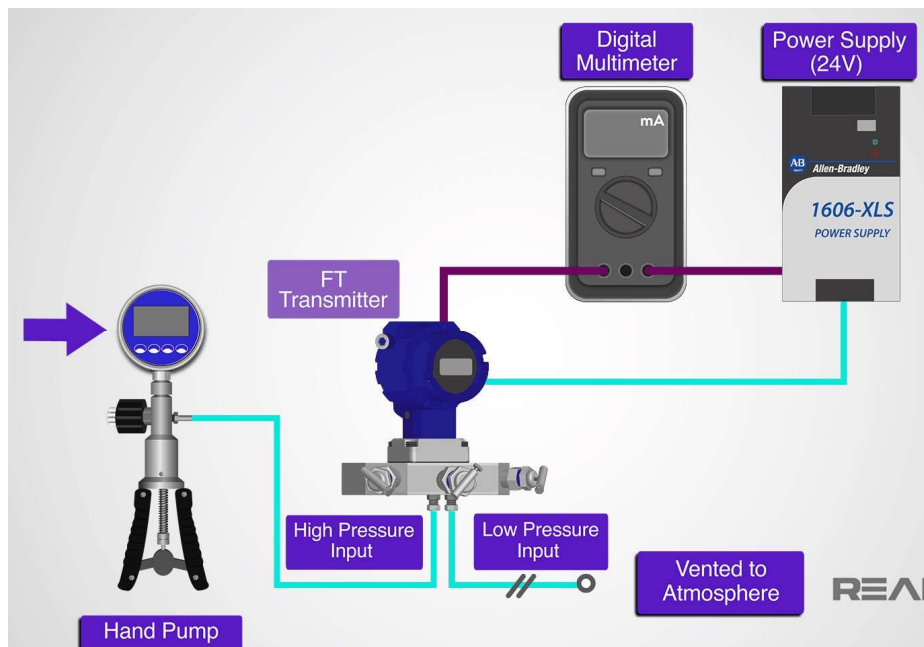 Digital
Multimeter
Power Supply
(24V)
mA
AB
Allen-Bradley
1606-XLS
POWER SUPPLY
FT
Transmitter
High Pressure
Input
Low Pressure
Input
Vented to
Atmosphere
REAL
Hand Pump